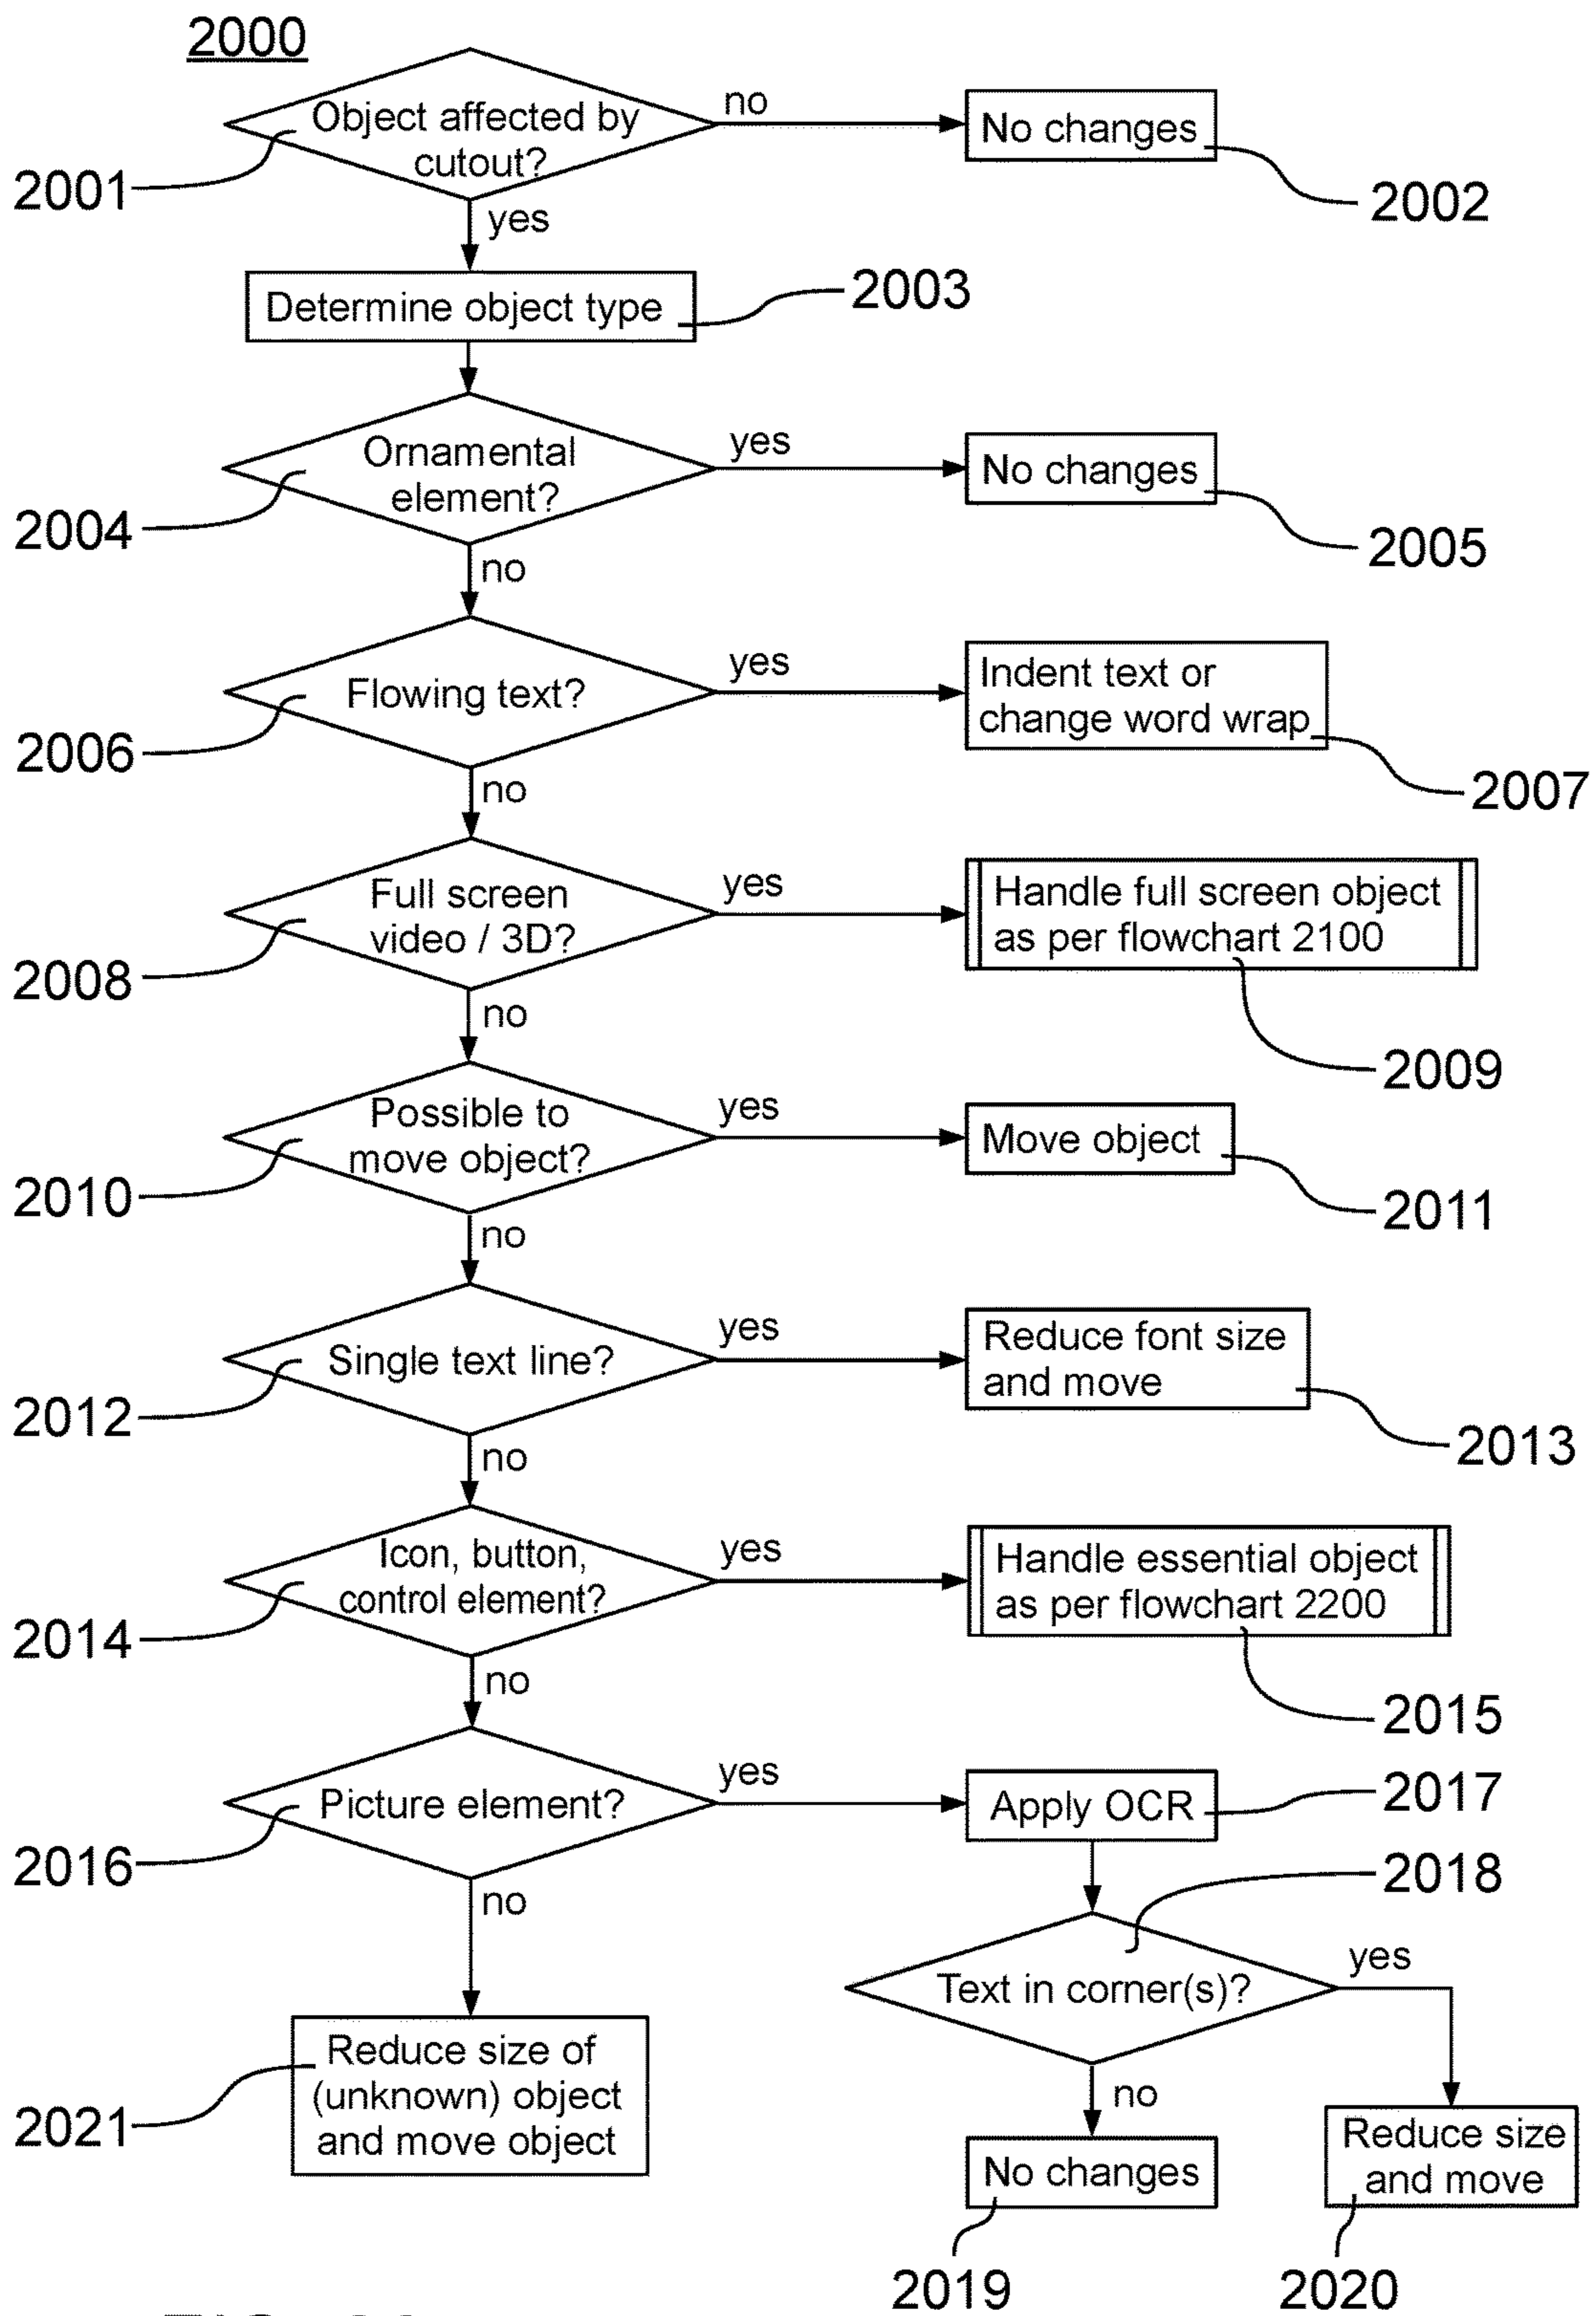 2000
Object affected by
cutout?
no
No changes
2001
2002
yes
Determine object type
2003
Ornamental
element?
yes
No changes
2004
2005
no
Flowing text?
yes
Indent text or
change word wrap
2006
2007
no
Full screen
video / 3D?
yes
Handle full screen object
as per flowchart 2100
2008
2009
no
Possible to
move object?
yes
Move object
2010
2011
no
Single text line?
yes
Reduce font size
and move
2012
2013
no
Icon, button,
control element?
yes
Handle essential object
as per flowchart 2200
2014
2015
no
Picture element?
yes
Apply OCR
2017
2016
2018
no
Text in corner(s)?
yes
Reduce size of
(unknown) object
and move object
2021
no
No changes
Reduce size
and move
2019
2020